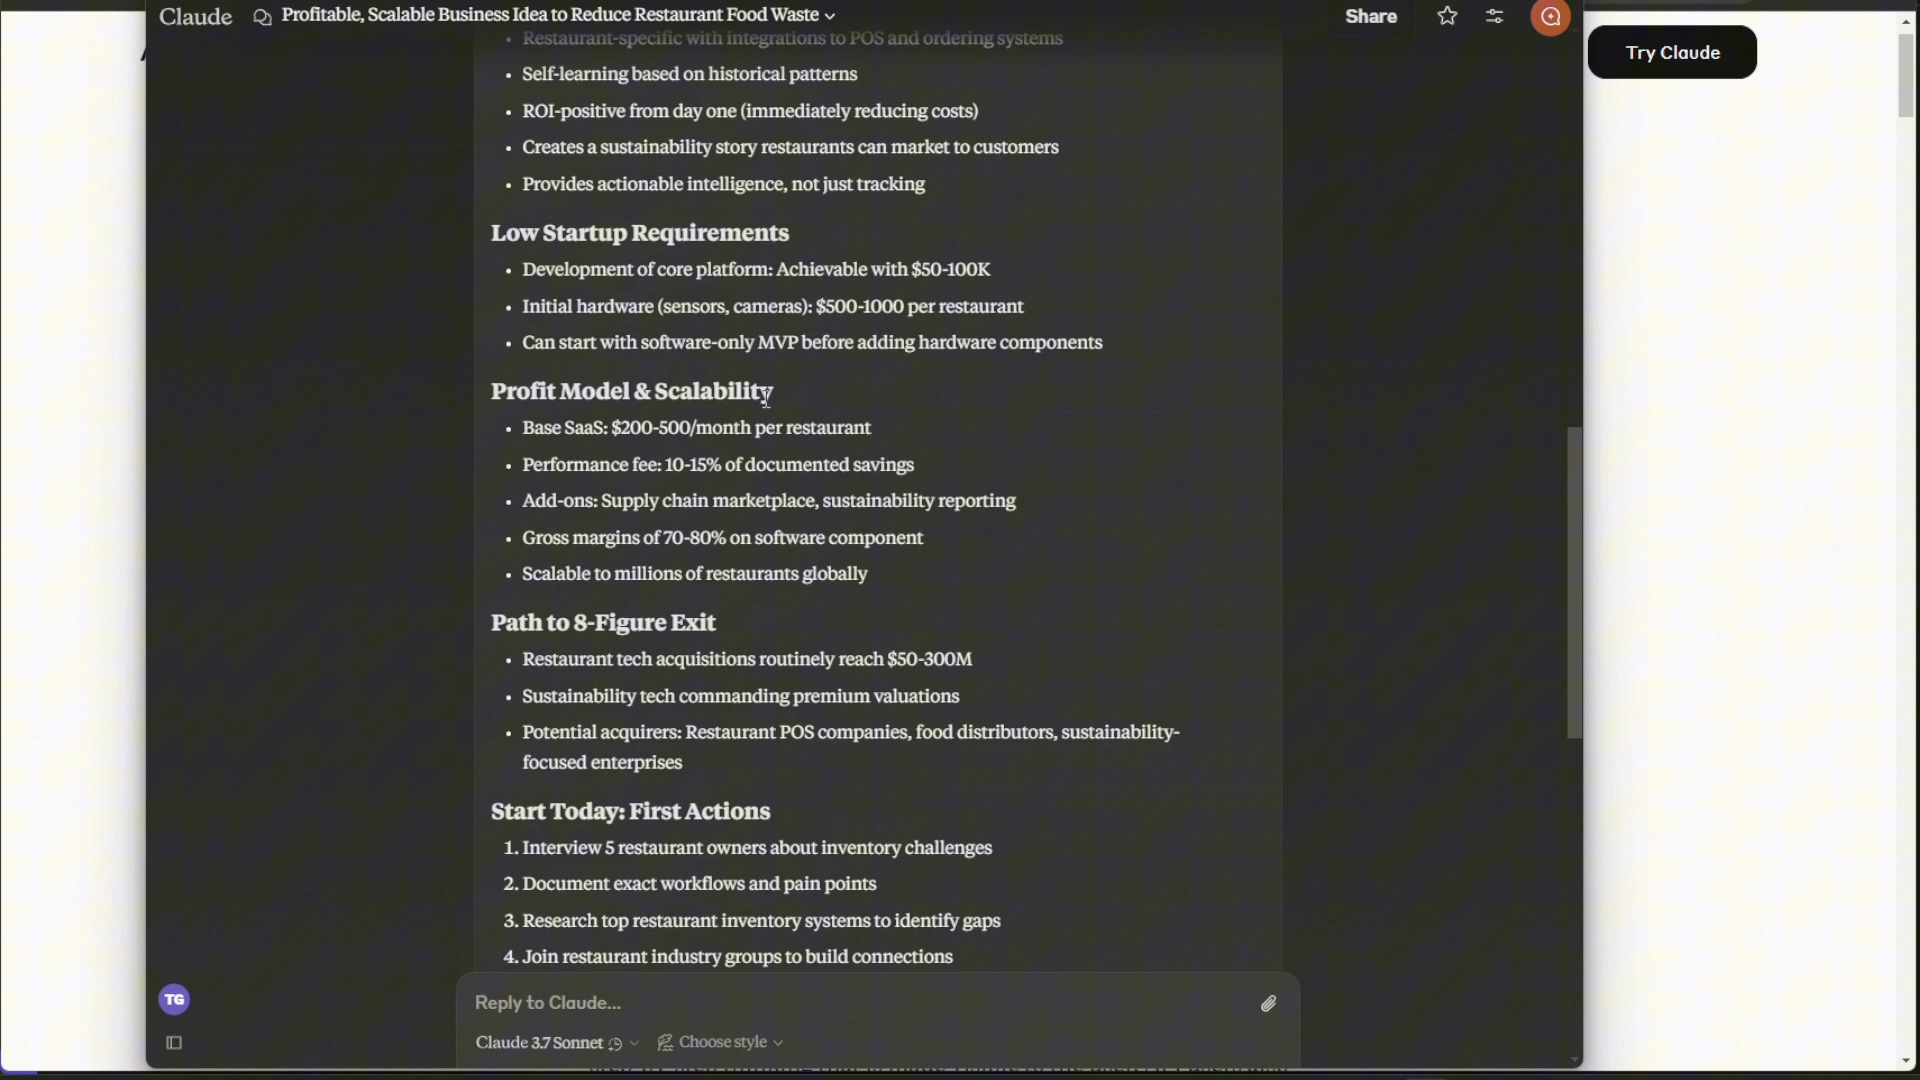 Claude
Profitable, Scalable Business Idea to Reduce Restaurant Food Waste
Share
Try Claude
• Restaurant-specific with integrations to POS and ordering systems
• Self-learning based on historical patterns
• ROI-positive from day one (immediately reducing costs)
• Creates a sustainability story restaurants can market to customers
• Provides actionable intelligence, not just tracking
Low Startup Requirements
• Development of core platform: Achievable with $50-100K
• Initial hardware (sensors, cameras): $500-1000 per restaurant
• Can start with software-only MVP before adding hardware components
Profit Model & Scalability
• Base SaaS: $200-500/month per restaurant
• Performance fee: 10-15% of documented savings
• Add-ons: Supply chain marketplace, sustainability reporting
• Gross margins of 70-80% on software component
• Scalable to millions of restaurants globally
Path to 8-Figure Exit
• Restaurant tech acquisitions routinely reach $50-300M
• Sustainability tech commanding premium valuations
• Potential acquirers: Restaurant POS companies, food distributors, sustainability-
focused enterprises
Start Today: First Actions
1. Interview 5 restaurant owners about inventory challenges
2. Document exact workflows and pain points
3. Research top restaurant inventory systems to identify gaps
4. Join restaurant industry groups to build connections
TG
Reply to Claude...
Claude 3.7 Sonnet
Choose style